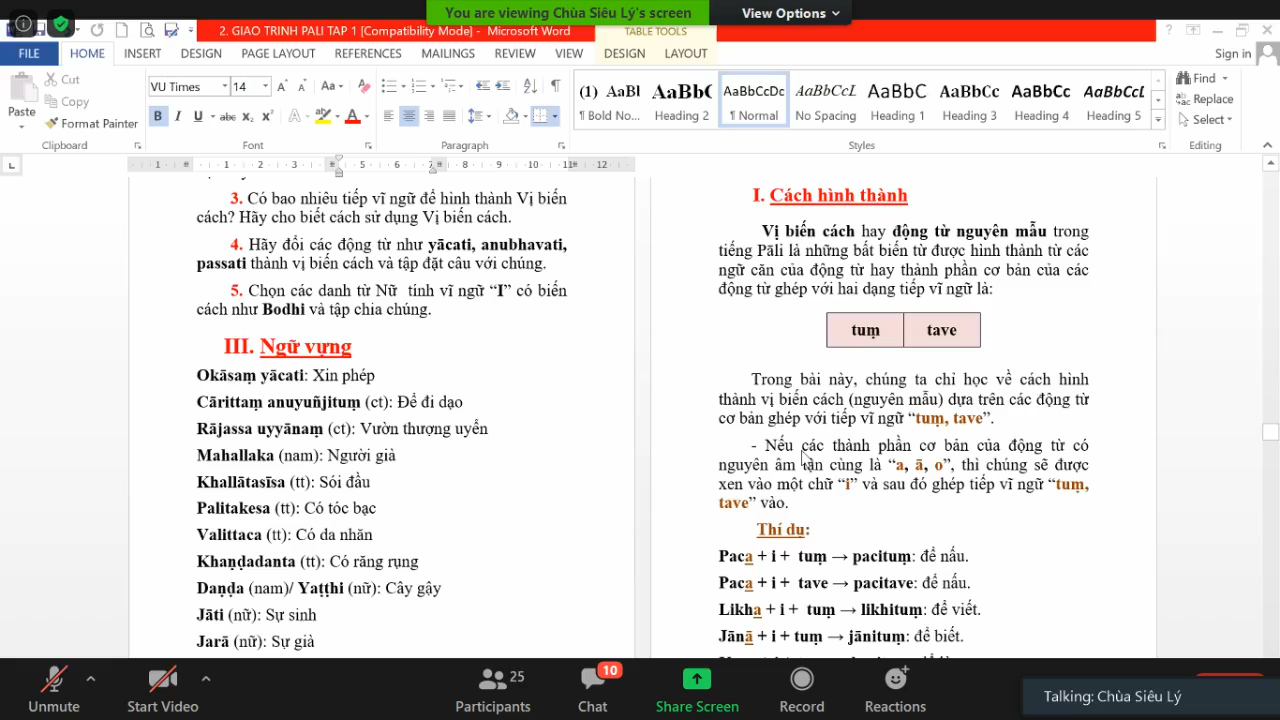 You are viewing Chùa Siêu Lý's screen
View Options
2. GIAO TRINH PALI TAP 1 [Compatibility Mode] - Microsoft Word
TABLE TOOLS
FILE
HOME
INSERT
DESIGN
PAGE LAYOUT
REFERENCES
MAILINGS
REVIEW
VIEW
DESIGN
LAYOUT
Sign in
Paste
Cut
Copy
Format Painter
Clipboard
VU Times
14
Font
Paragraph
(1) AaBl
AaBbC
AaBbCcDc
AaBbCcL
AaBbC
AaBbCc
AaBbCc
AaBbCcL
¶ Bold No...
Heading 2
¶ Normal
No Spacing
Heading 1
Heading 3
Heading 4
Heading 5
Styles
Find
Replace
Select
Editing
3. Có bao nhiêu tiếp vĩ ngữ để hình thành Vị biến
cách? Hãy cho biết cách sử dụng Vị biến cách.
4. Hãy đổi các động từ như yācati, anubhavati,
passati thành vị biến cách và tập đặt câu với chúng.
5. Chọn các danh từ Nữ tính vĩ ngữ “I” có biến
cách như Bodhi và tập chia chúng.
III. Ngữ vựng
Okāsaṃ yācati: Xin phép
Cārittaṃ anuyuñjituṃ (ct): Để đi dạo
Rājassa uyyānaṃ (ct): Vườn thượng uyển
Mahallaka (nam): Người già
Khallātasīsa (tt): Sói đầu
Palitakesa (tt): Có tóc bạc
Valittaca (tt): Có da nhăn
Khaṇḍadanta (tt): Có răng rụng
Daṇḍa (nam)/ Yaṭṭhi (nữ): Cây gậy
Jāti (nữ): Sự sinh
Jarā (nữ): Sự già
I. Cách hình thành
Vị biến cách hay động từ nguyên mẫu trong
tiếng Pāli là những bất biến từ được hình thành từ các
ngữ căn của động từ hay thành phần cơ bản của các
động từ ghép với hai dạng tiếp vĩ ngữ là:
tuṃ
tave
Trong bài này, chúng ta chỉ học về cách hình
thành vị biến cách (nguyên mẫu) dựa trên các động từ
cơ bản ghép với tiếp vĩ ngữ “tuṃ, tave”.
- Nếu các thành phần cơ bản của động từ có
nguyên âm tận cùng là “a, ā, o”, thì chúng sẽ được
xen vào một chữ “i” và sau đó ghép tiếp vĩ ngữ “tuṃ,
tave” vào.
Thí dụ:
Paca + i + tuṃ → pacituṃ: để nấu.
Paca + i + tave → pacitave: để nấu.
Likha + i + tuṃ → likhituṃ: để viết.
Jānā + i + tuṃ → jānituṃ: để biết.
Unmute
Start Video
Participants
25
Chat
10
Share Screen
Record
Reactions
Talking: Chùa Siêu Lý